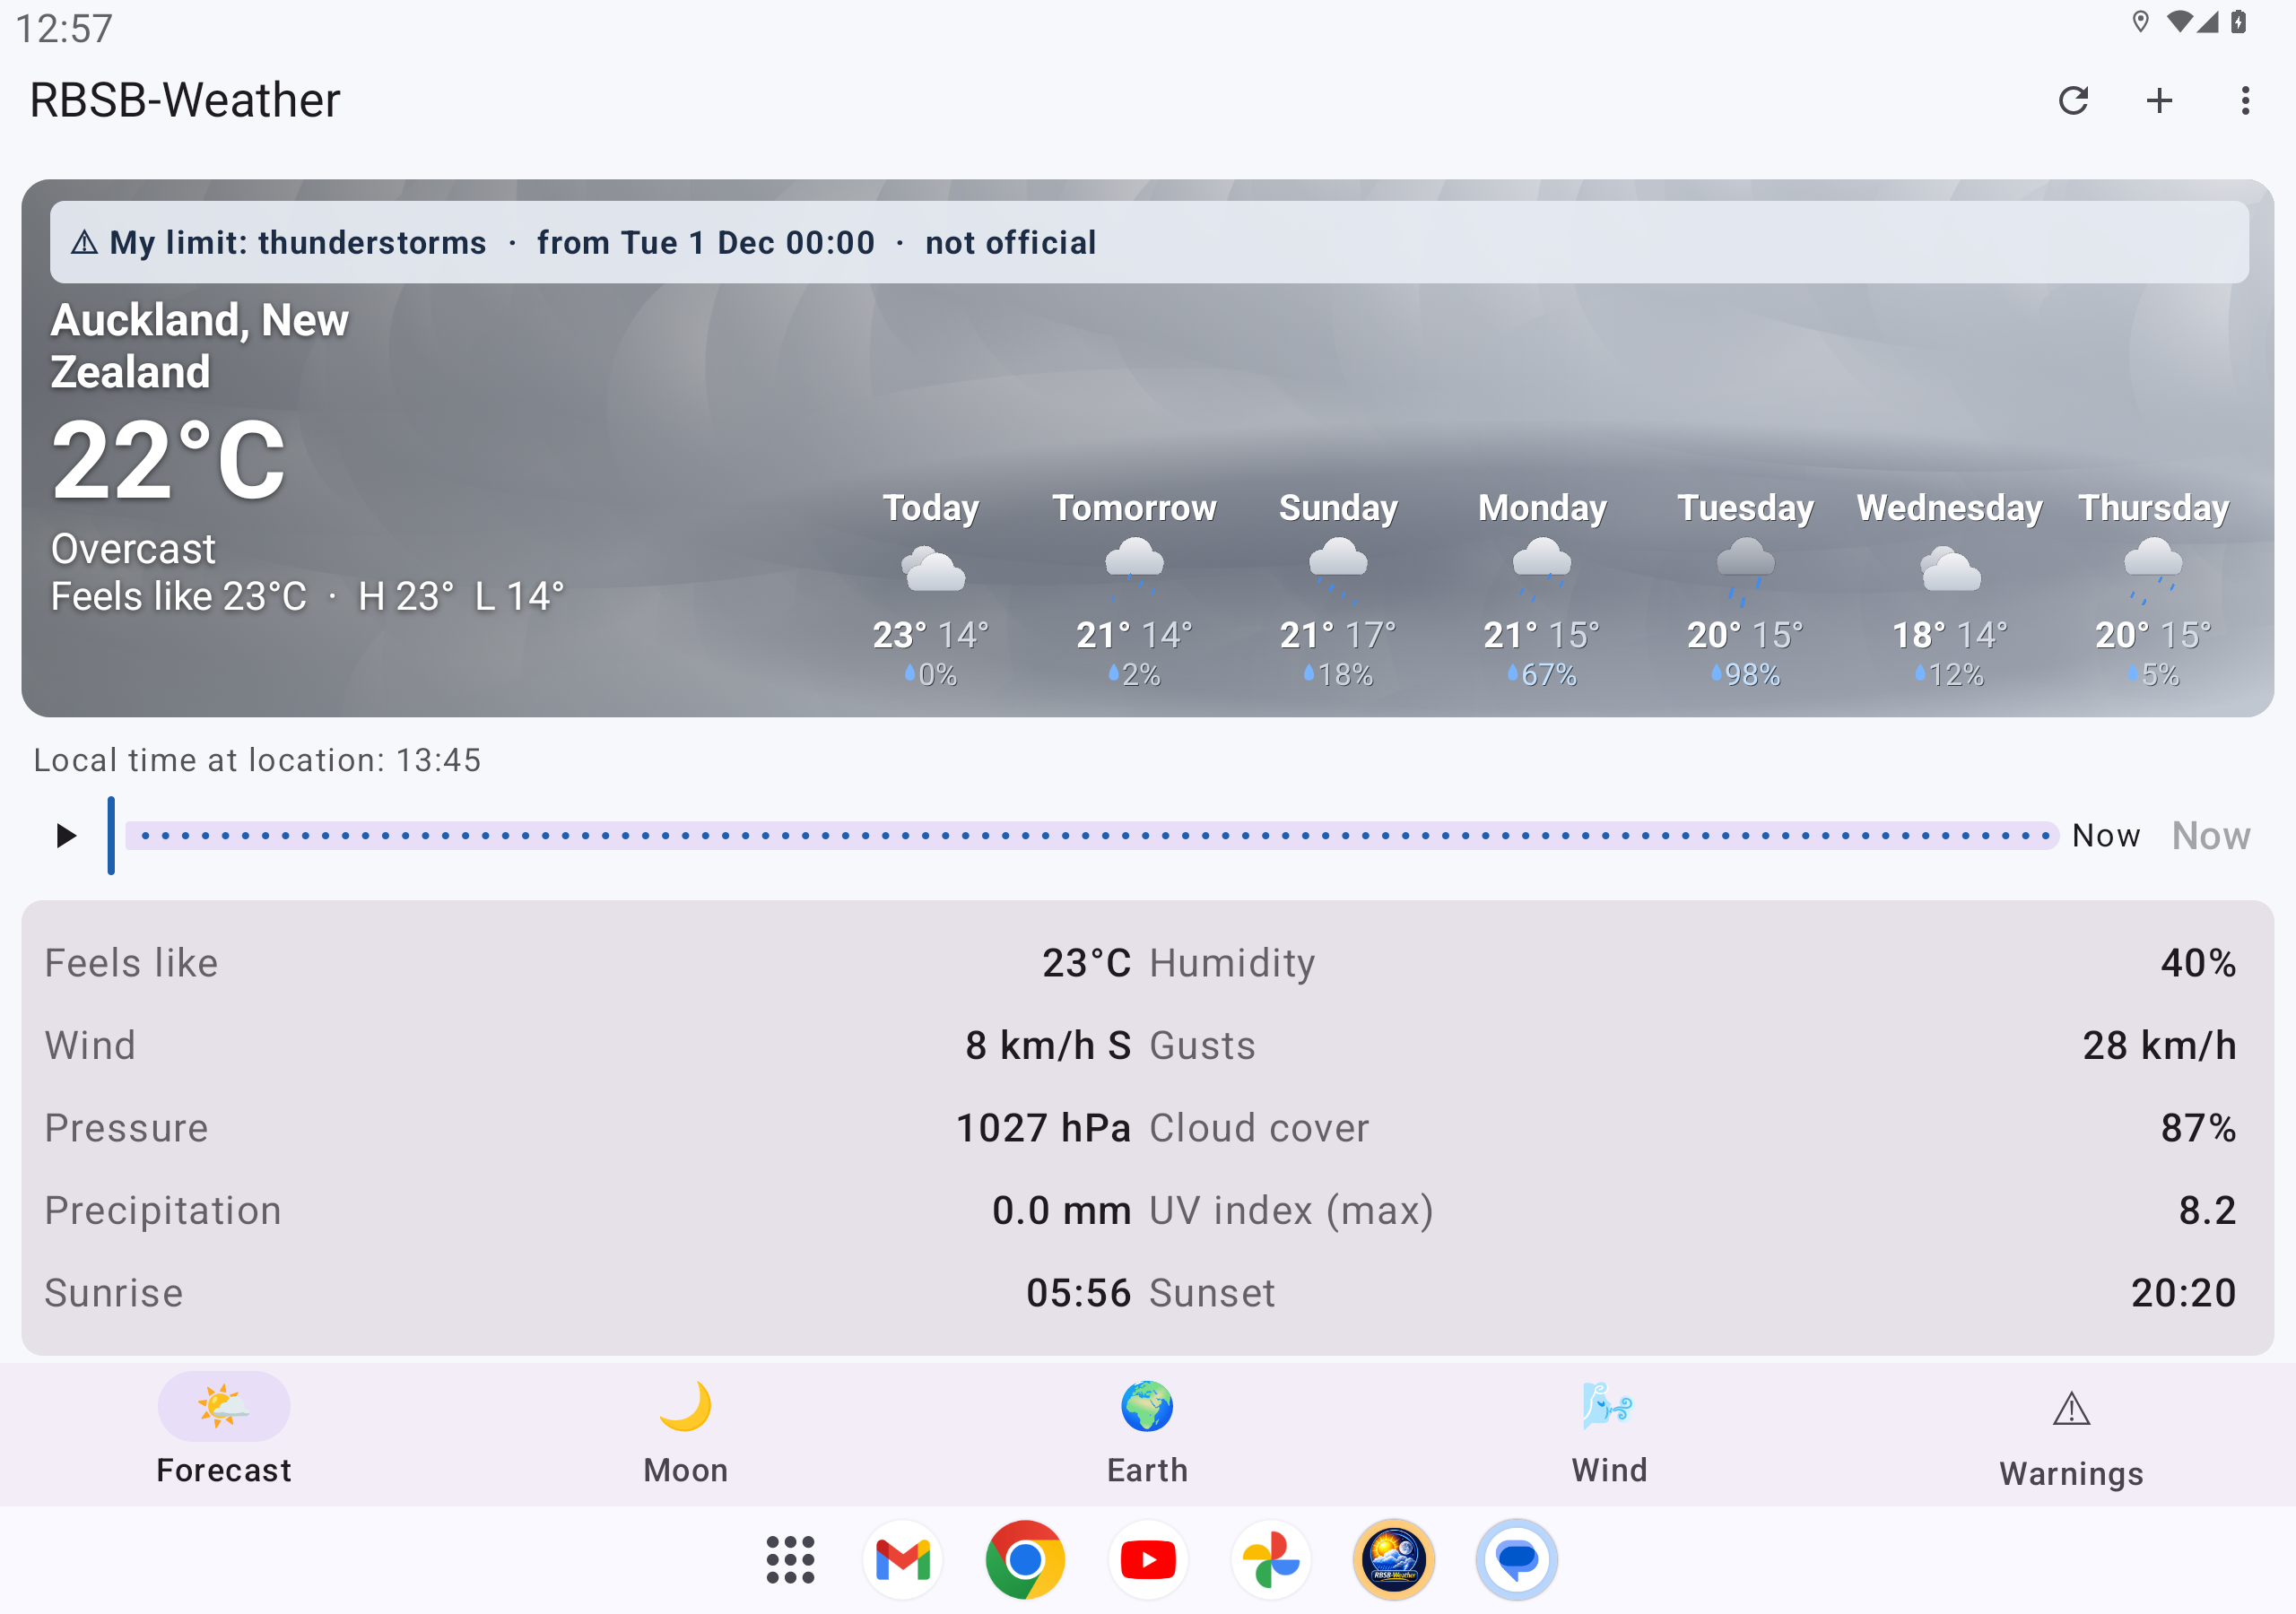 12:57
RBSB-Weather
⚠ My limit: thunderstorms · from Tue 1 Dec 00:00 · not official
Auckland, New
Zealand
22°C
Overcast
Feels like 23°C · H 23° L 14°
Today Tomorrow Sunday Monday Tuesday Wednesday Thursday
23° 14° 21° 14° 21° 17° 21° 15° 20° 15° 18° 14° 20° 15°
0% 2% 18% 67% 98% 12% 5%
Local time at location: 13:45
Now Now
Feels like 23°C Humidity 40%
Wind 8 km/h S Gusts 28 km/h
Pressure 1027 hPa Cloud cover 87%
Precipitation 0.0 mm UV index (max) 8.2
Sunrise 05:56 Sunset 20:20
Forecast Moon Earth Wind Warnings
RBSB-Weather